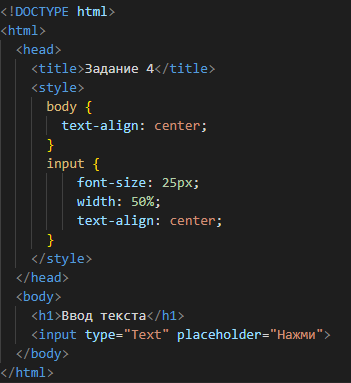 <!DOCTYPE html>
<html>
  <head>
    <title>Задание 4</title>
    <style>
      body {
        text-align: center;
      }
      input {
          font-size: 25px;
          width: 50%;
          text-align: center;
      }
    </style>
  </head>
  <body>
    <h1>Ввод текста</h1>
    <input type="Text" placeholder="Нажми">
  </body>
</html>